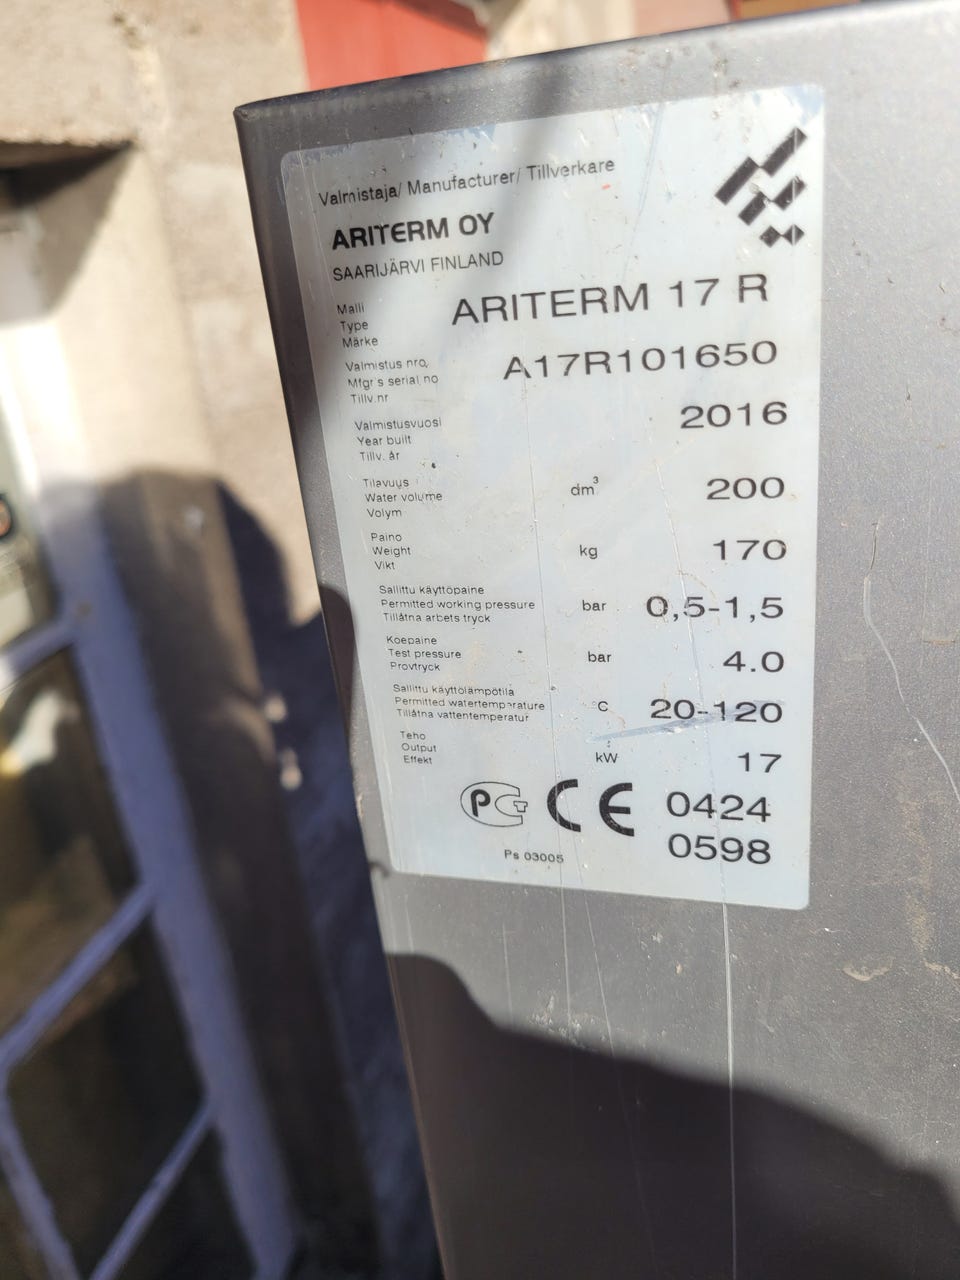 Valmistaja/ Manufacturer/ Tillverkare
ARITERM OY
SAARIJÄRVI FINLAND
Malli
Type
Märke
ARITERM 17 R
Valmistus nro,
Mfgr's serial no
Tillv.nr
A17R101650
Valmistusvuosi
Year built
Tillv. år
2016
Tilavuus
Water volume
Volym
dm³ 200
Paino
Weight
Vikt
kg 170
Sallittu käyttöpaine
Permitted working pressure
Tillåtna arbets tryck
bar 0,5-1,5
Koepaine
Test pressure
Provtryck
bar 4.0
Sallittu käyttölämpötila
Permitted watertemperature
Tillåtna vattentemperatur
°C 20-120
Teho
Output
Effekt
kW 17
PCT CE 0424
0598
Ps 03005